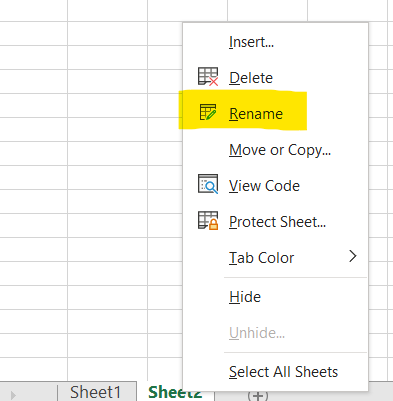 Insert...
Delete
Rename
Move or Copy...
View Code
Protect Sheet...
Tab Color
Hide
Unhide...
Select All Sheets
Sheet1 Sheet2